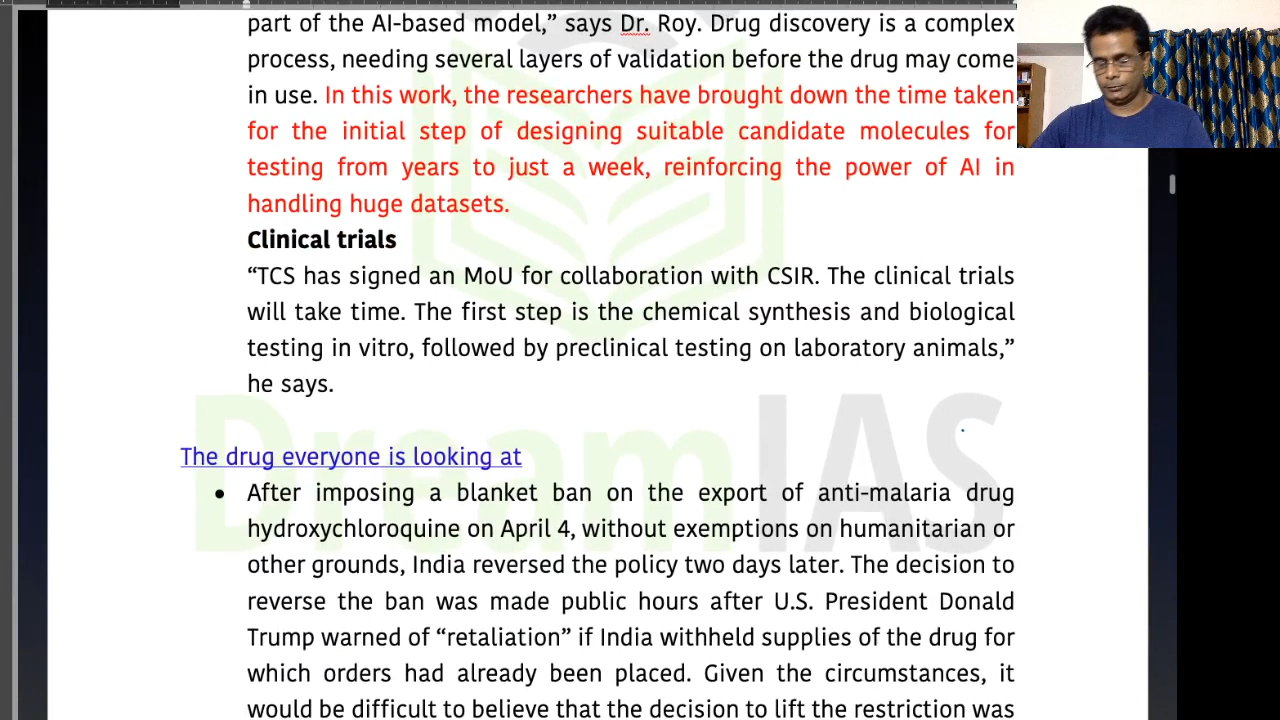 part of the AI-based model,” says Dr. Roy. Drug discovery is a complex
process, needing several layers of validation before the drug may come
in use. In this work, the researchers have brought down the time taken
for the initial step of designing suitable candidate molecules for
testing from years to just a week, reinforcing the power of AI in
handling huge datasets.
Clinical trials
“TCS has signed an MoU for collaboration with CSIR. The clinical trials
will take time. The first step is the chemical synthesis and biological
testing in vitro, followed by preclinical testing on laboratory animals,”
he says.
DreamIAS
The drug everyone is looking at
• After imposing a blanket ban on the export of anti-malaria drug
hydroxychloroquine on April 4, without exemptions on humanitarian or
other grounds, India reversed the policy two days later. The decision to
reverse the ban was made public hours after U.S. President Donald
Trump warned of “retaliation” if India withheld supplies of the drug for
which orders had already been placed. Given the circumstances, it
would be difficult to believe that the decision to lift the restriction was